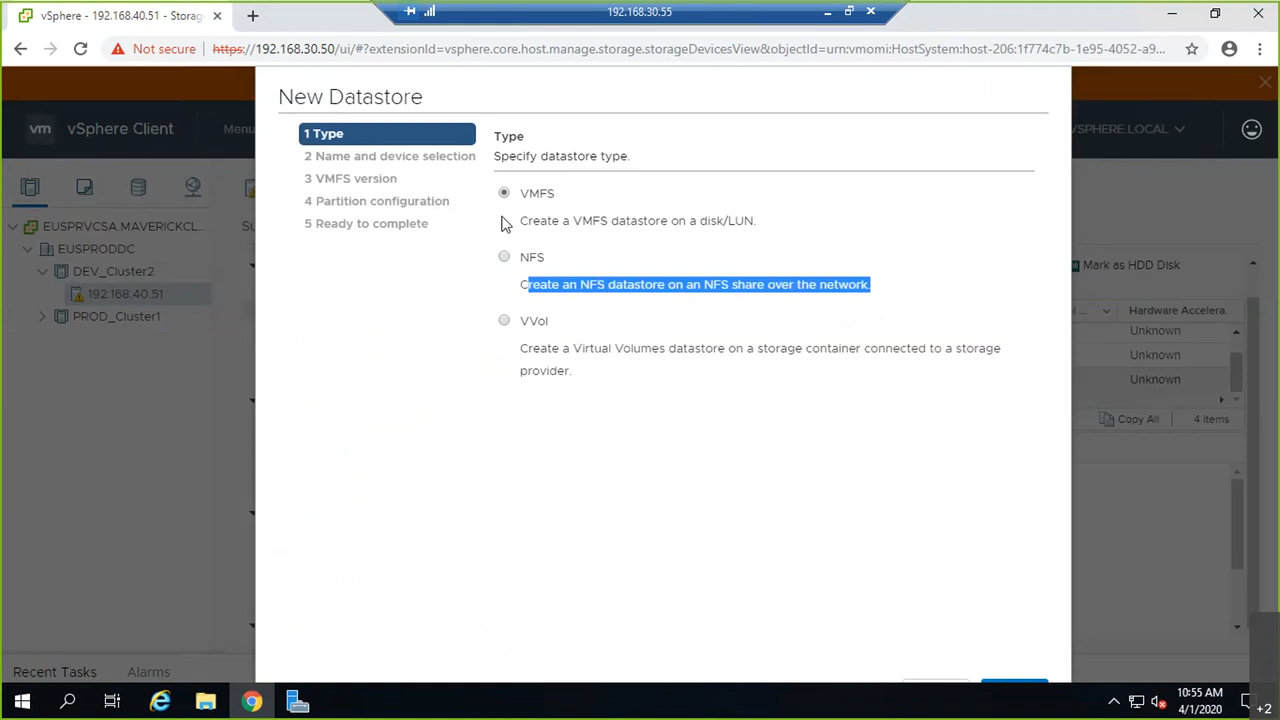 vSphere - 192.168.40.51 - Storag
192.168.30.55
Not secure
https://192.168.30.50/ui/#?extensionId=vsphere.core.host.manage.storage.storageDevicesView&objectId=urn:vmomi:HostSystem:host-206:1f774c7b-1e95-4052-a9...
vm vSphere Client
Menu
VSPHERE.LOCAL
New Datastore
1 Type
2 Name and device selection
3 VMFS version
4 Partition configuration
5 Ready to complete
Type
Specify datastore type.
VMFS
Create a VMFS datastore on a disk/LUN.
NFS
Create an NFS datastore on an NFS share over the network.
VVol
Create a Virtual Volumes datastore on a storage container connected to a storage
provider.
EUSPRVCSA.MAVERICKCL...
EUSPRODDC
DEV_Cluster2
192.168.40.51
PROD_Cluster1
Su
Mark as HDD Disk
...
Hardware Accelera.
Unknown
Unknown
Unknown
Copy All
4 items
Recent Tasks
Alarms
10:55 AM
4/1/2020
+2